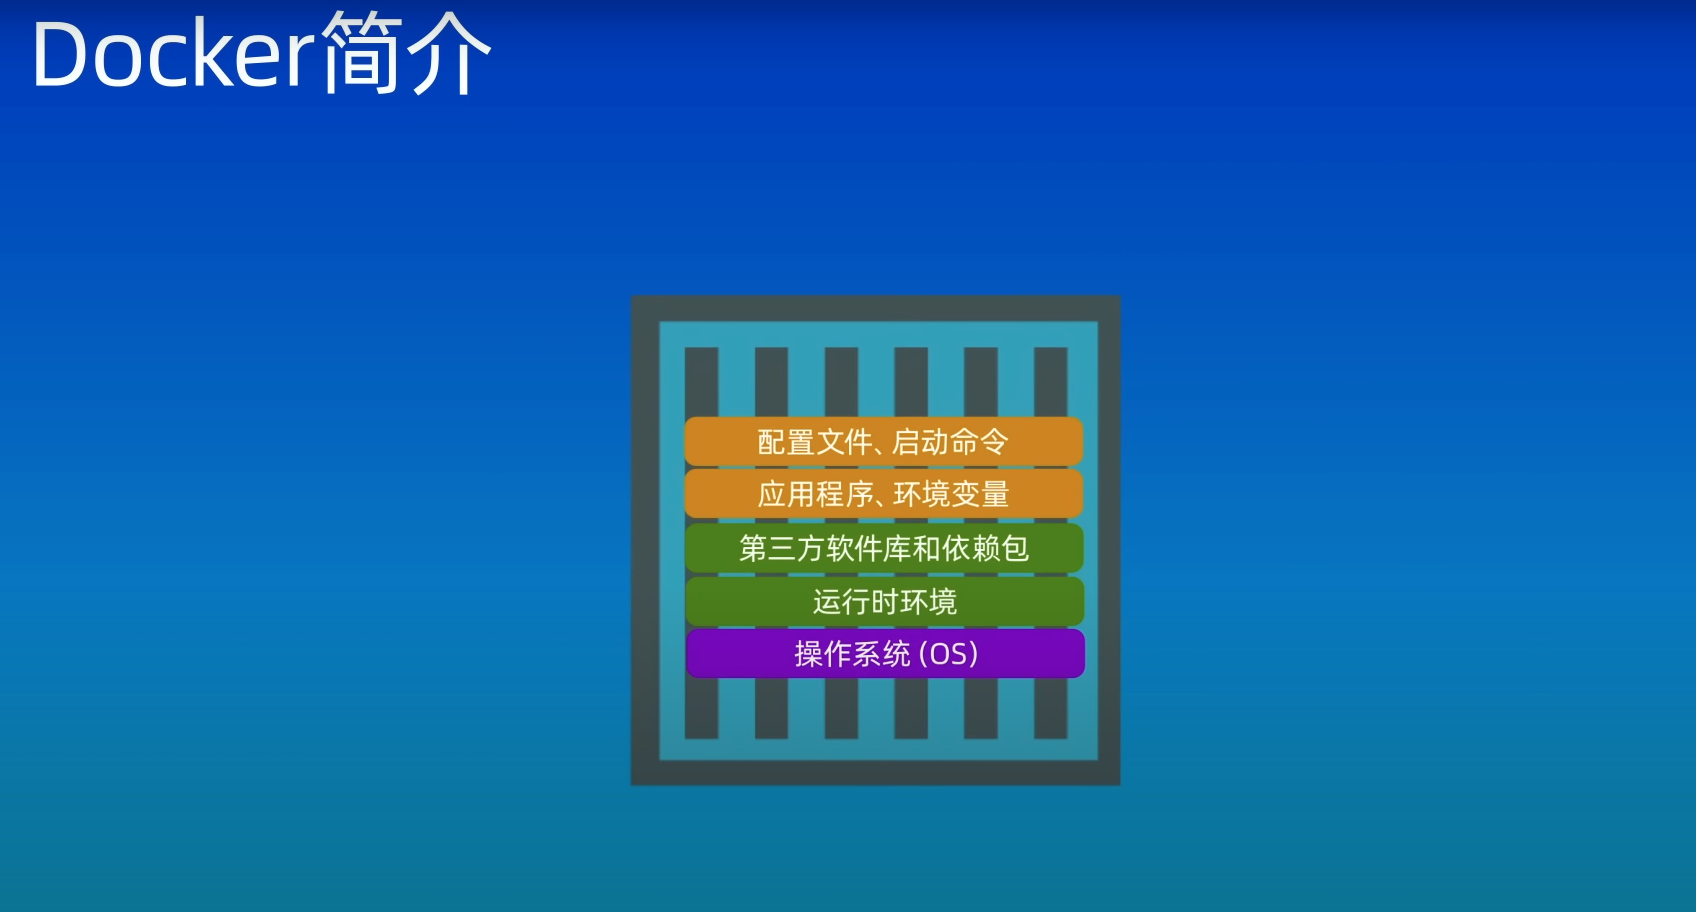 Docker简介
配置文件、启动命令
应用程序、环境变量
第三方软件库和依赖包
运行时环境
操作系统 (OS)